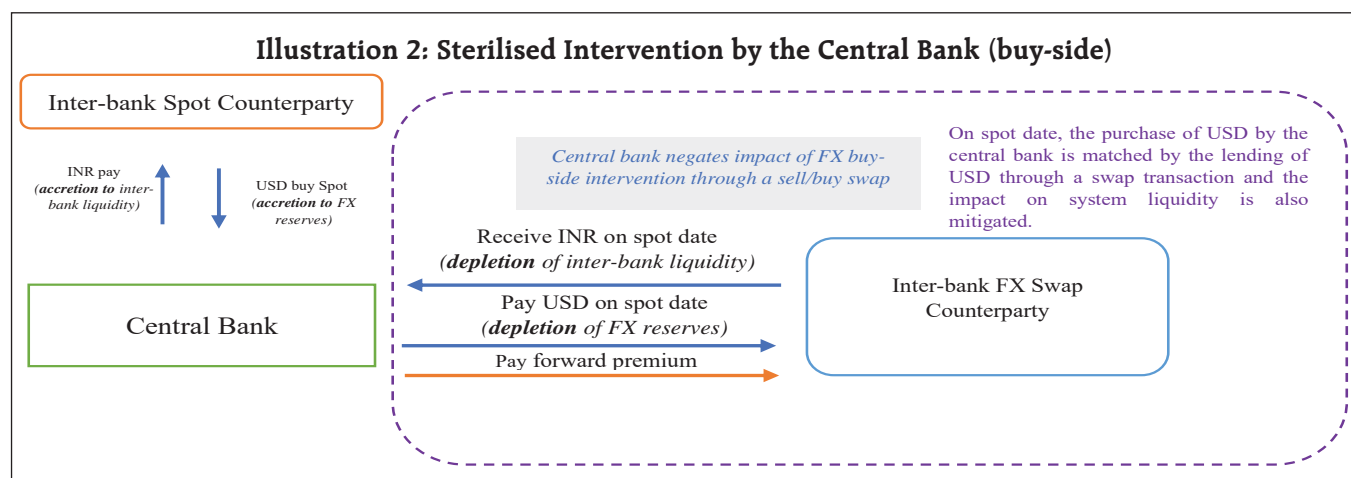 Illustration 2: Sterilised Intervention by the Central Bank (buy-side)
Inter-bank Spot Counterparty
INR pay
(accretion to inter-
bank liquidity)
USD buy Spot
(accretion to FX
reserves)
Central Bank
Central bank negates impact of FX buy-
side intervention through a sell/buy swap
On spot date, the purchase of USD by the
central bank is matched by the lending of
USD through a swap transaction and the
impact on system liquidity is also
mitigated.
Receive INR on spot date
(depletion of inter-bank liquidity)
Pay USD on spot date
(depletion of FX reserves)
Pay forward premium
Inter-bank FX Swap
Counterparty